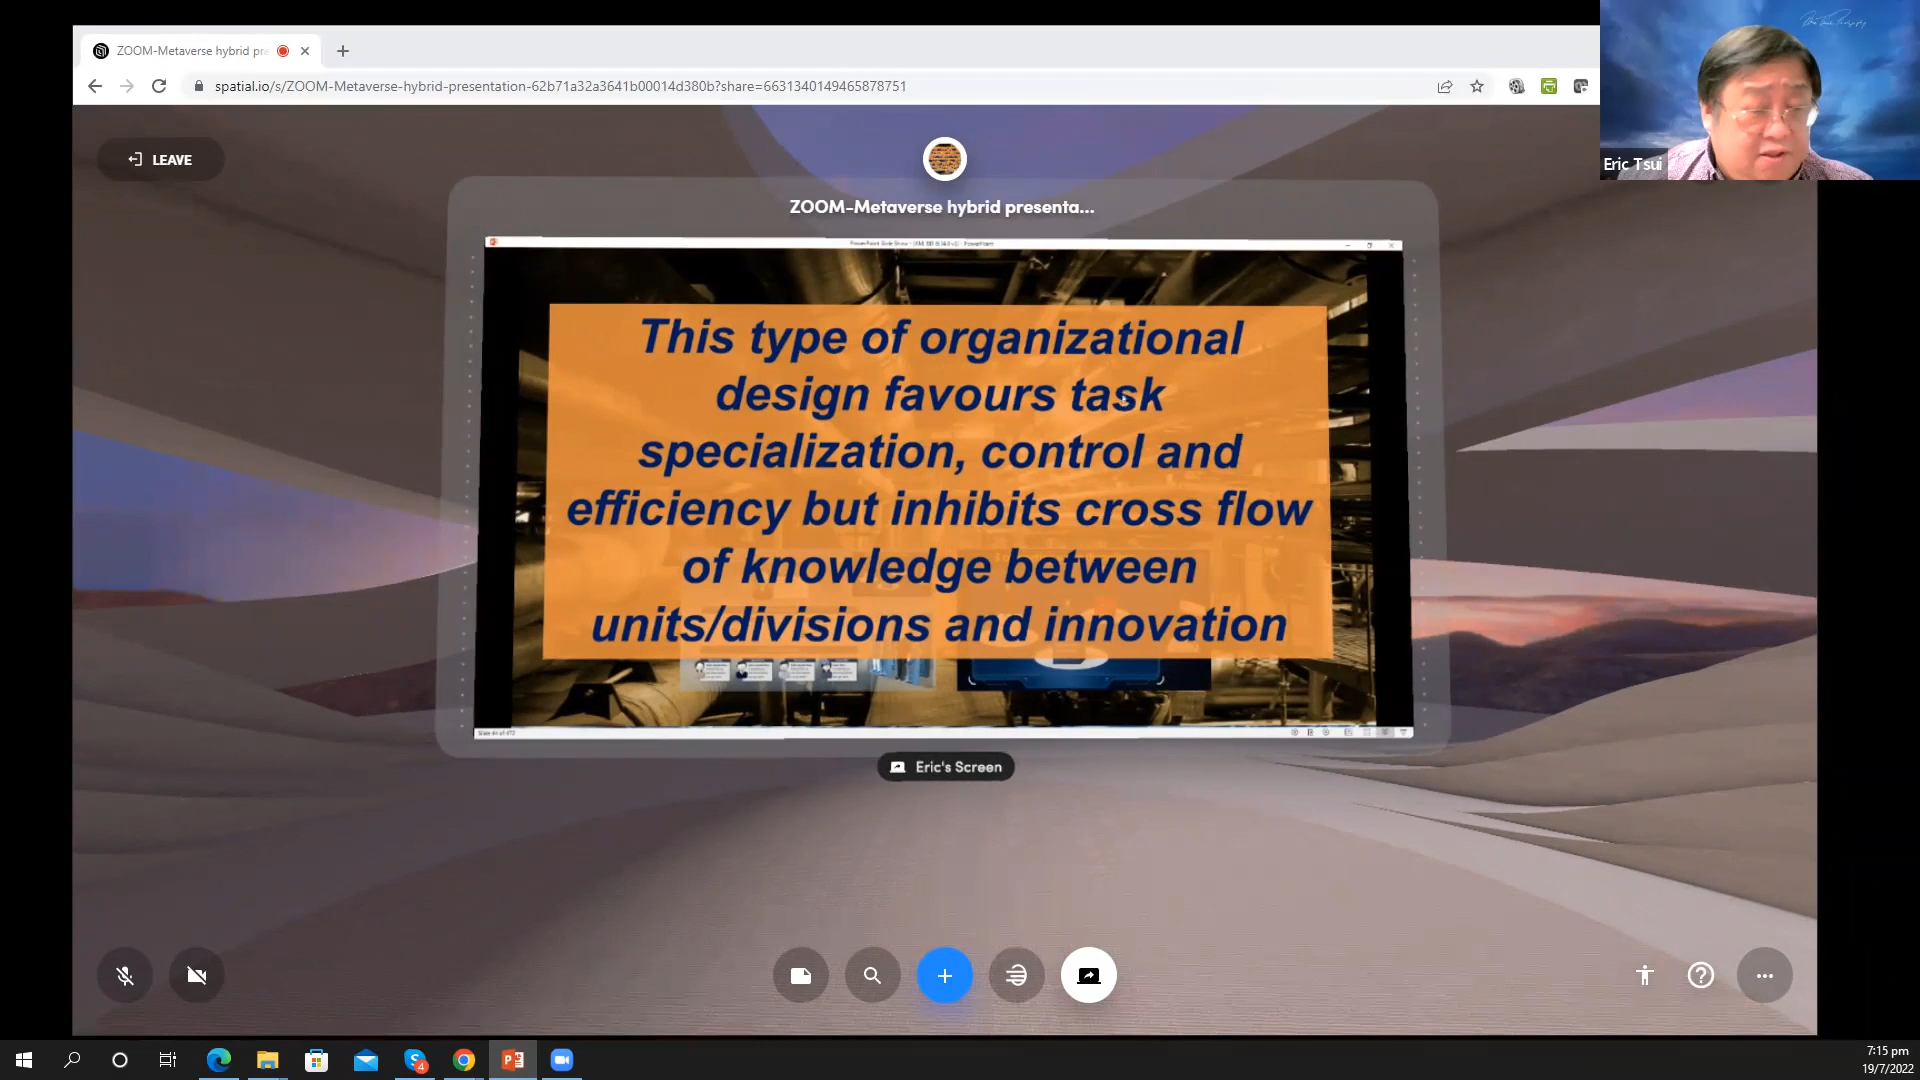 ZOOM-Metaverse hybrid pre
spatial.io/s/ZOOM-Metaverse-hybrid-presentation-62b71a32a3641b00014d380b?share=6631340149465878751
Eric Tsui
LEAVE
ZOOM-Metaverse hybrid presenta...
This type of organizational
design favours task
specialization, control and
efficiency but inhibits cross flow
of knowledge between
units/divisions and innovation
Eric's Screen
4
7:15 pm
19/7/2022